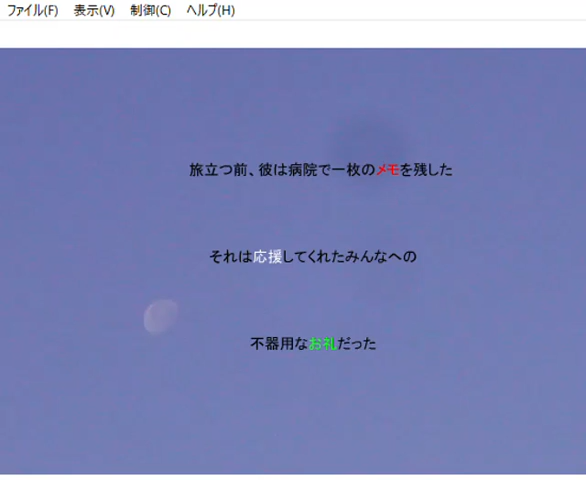 ファイル(F) 表示(V) 制御(C) ヘルプ(H)
旅立つ前、彼は病院で一枚のメモを残した
それは応援してくれたみんなへの
不器用なお礼だった